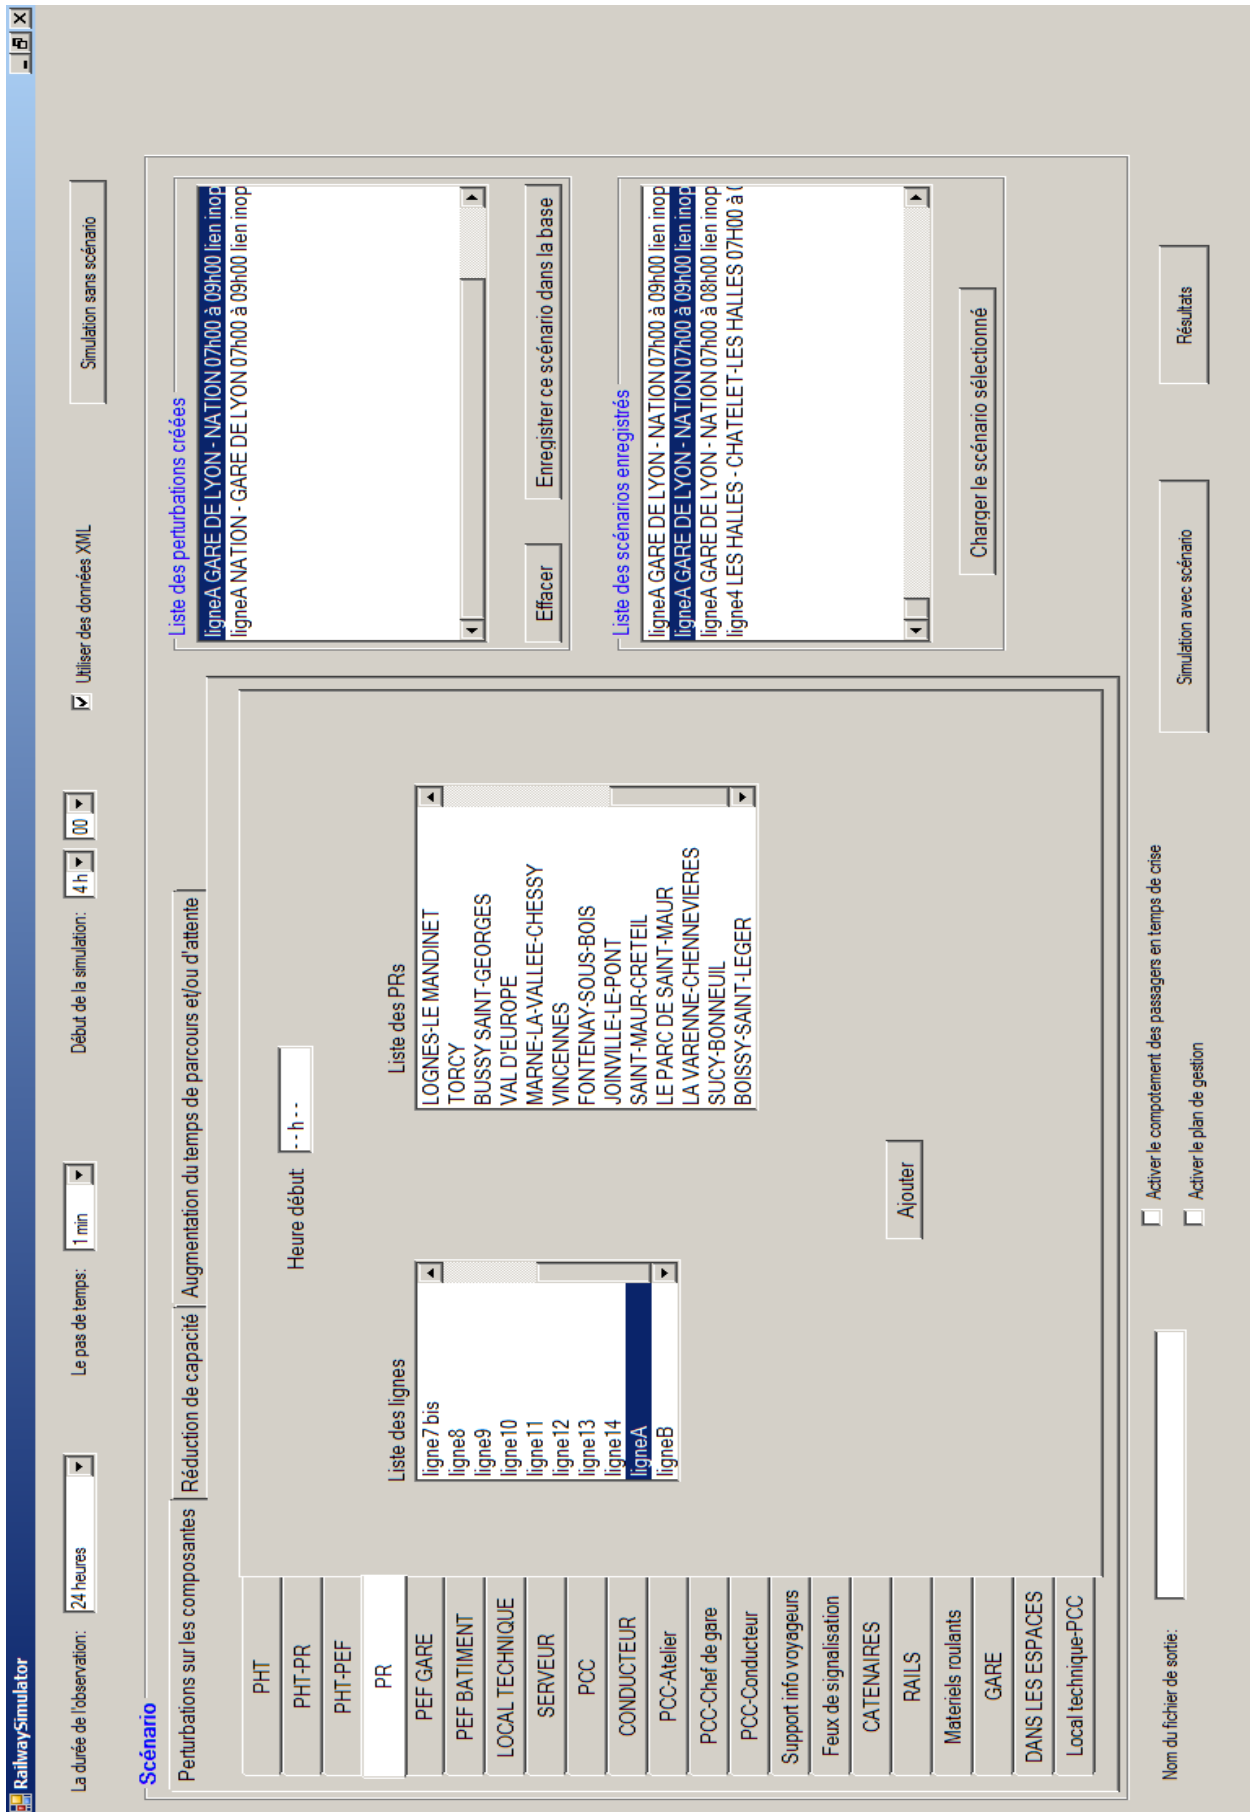 RailwaySimulator
La durée de l'observation: 24 heures
Le pas de temps: 1 min
Début de la simulation: 4 h 00
Utiliser des données XML
Simulation sans scénario
Scénario
Perturbations sur les composantes
Réduction de capacité
Augmentation du temps de parcours et/ou d'attente
PHT
PHT-PR
PHT-PEF
PR
PEF GARE
PEF BATIMENT
LOCAL TECHNIQUE
SERVEUR
PCC
CONDUCTEUR
PCC-Atelier
PCC-Chef de gare
PCC-Conducteur
Support info voyageurs
Feux de signalisation
CATENAIRES
RAILS
Materiels roulants
GARE
DANS LES ESPACES
Local technique-PCC
Heure début - - h - -
Liste des lignes
ligne7 bis
ligne8
ligne9
ligne10
ligne11
ligne12
ligne13
ligne14
ligneA
ligneB
Liste des PRs
LOGNES-LE MANDINET
TORCY
BUSSY SAINT-GEORGES
VAL D'EUROPE
MARNE-LA-VALLEE-CHESSY
VINCENNES
FONTENAY-SOUS-BOIS
JOINVILLE-LE-PONT
SAINT-MAUR-CRETEIL
LE PARC DE SAINT-MAUR
LA VARENNE-CHENNEVIERES
SUCY-BONNEUIL
BOISSY-SAINT-LEGER
Ajouter
Liste des perturbations créées
ligneA GARE DE LYON - NATION 07h00 à 09h00 lien inop
ligneA NATION - GARE DE LYON 07h00 à 09h00 lien inop
Effacer
Enregistrer ce scénario dans la base
Liste des scénarios enregistrés
ligneA GARE DE LYON - NATION 07h00 à 09h00 lien inop
ligneA GARE DE LYON - NATION 07h00 à 09h00 lien inop
ligneA GARE DE LYON - NATION 07h00 à 08h00 lien inop
ligne4 LES HALLES - CHATELET-LES HALLES 07H00 à
Charger le scénario sélectionné
Nom du fichier de sortie:
Activer le compotement des passagers en temps de crise
Activer le plan de gestion
Simulation avec scénario
Résultats